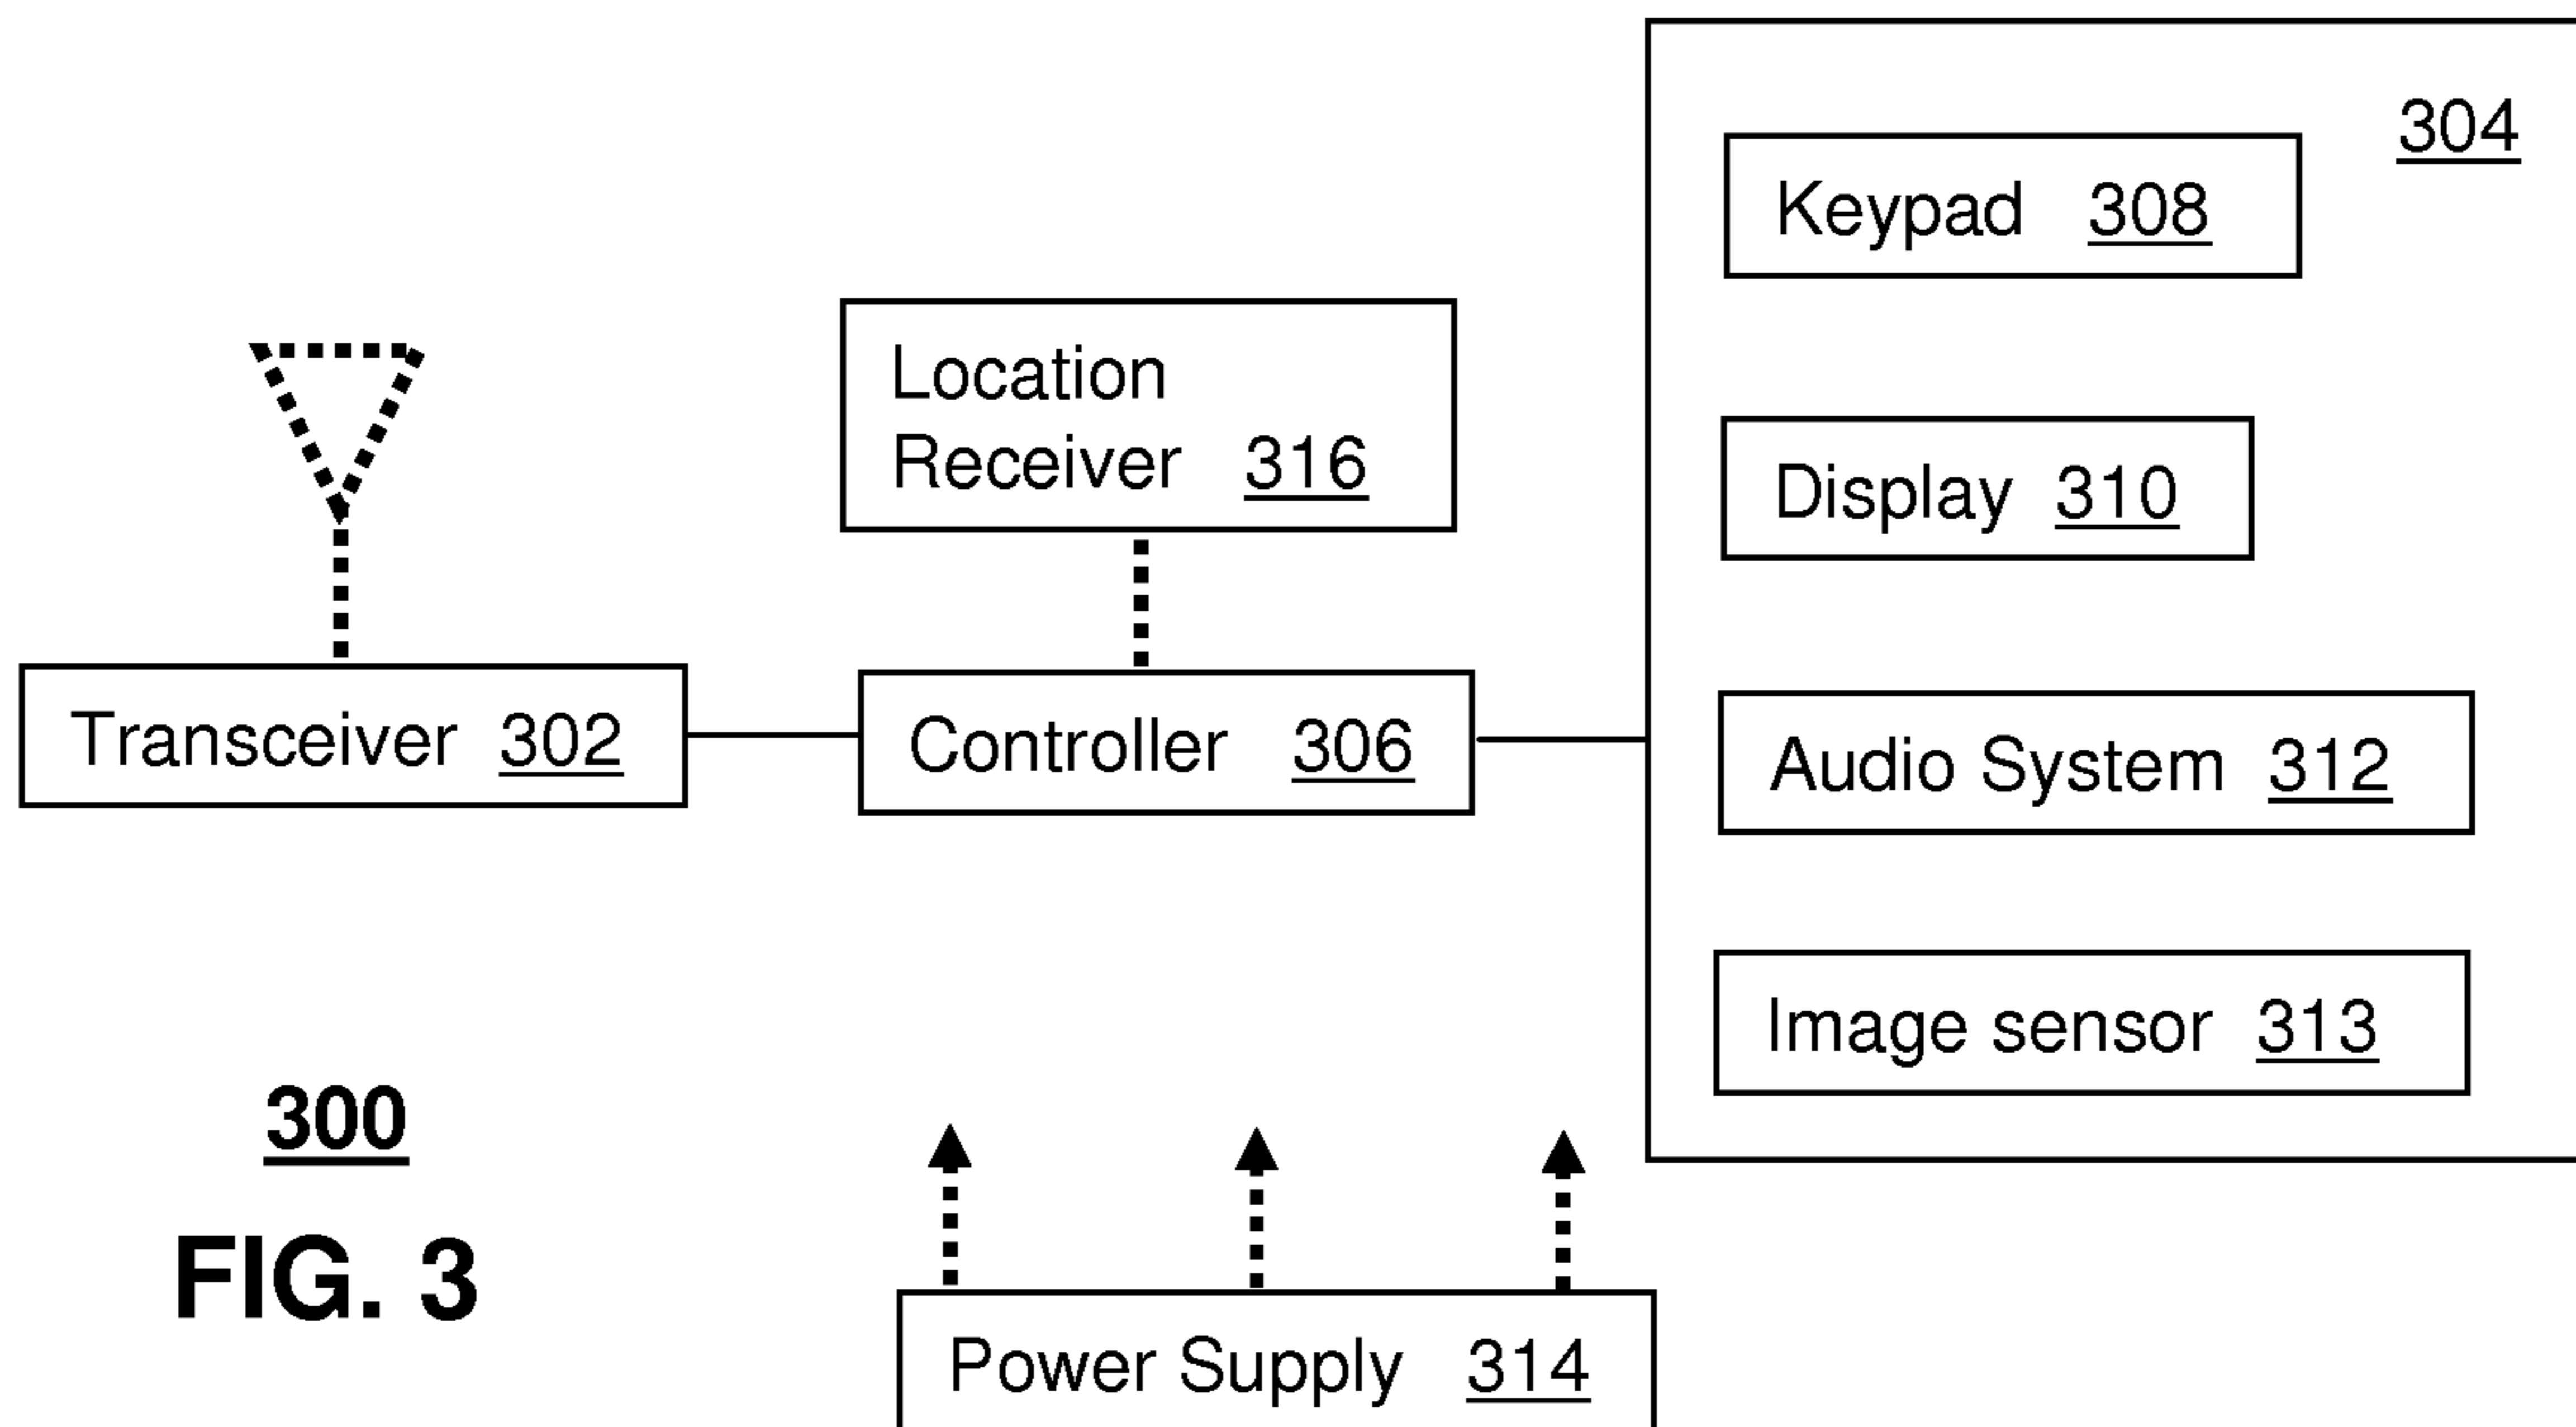 304
Keypad 308
Location
Receiver 316
Display 310
Transceiver 302
Controller 306
Audio System 312
Image sensor 313
300
FIG. 3
Power Supply 314